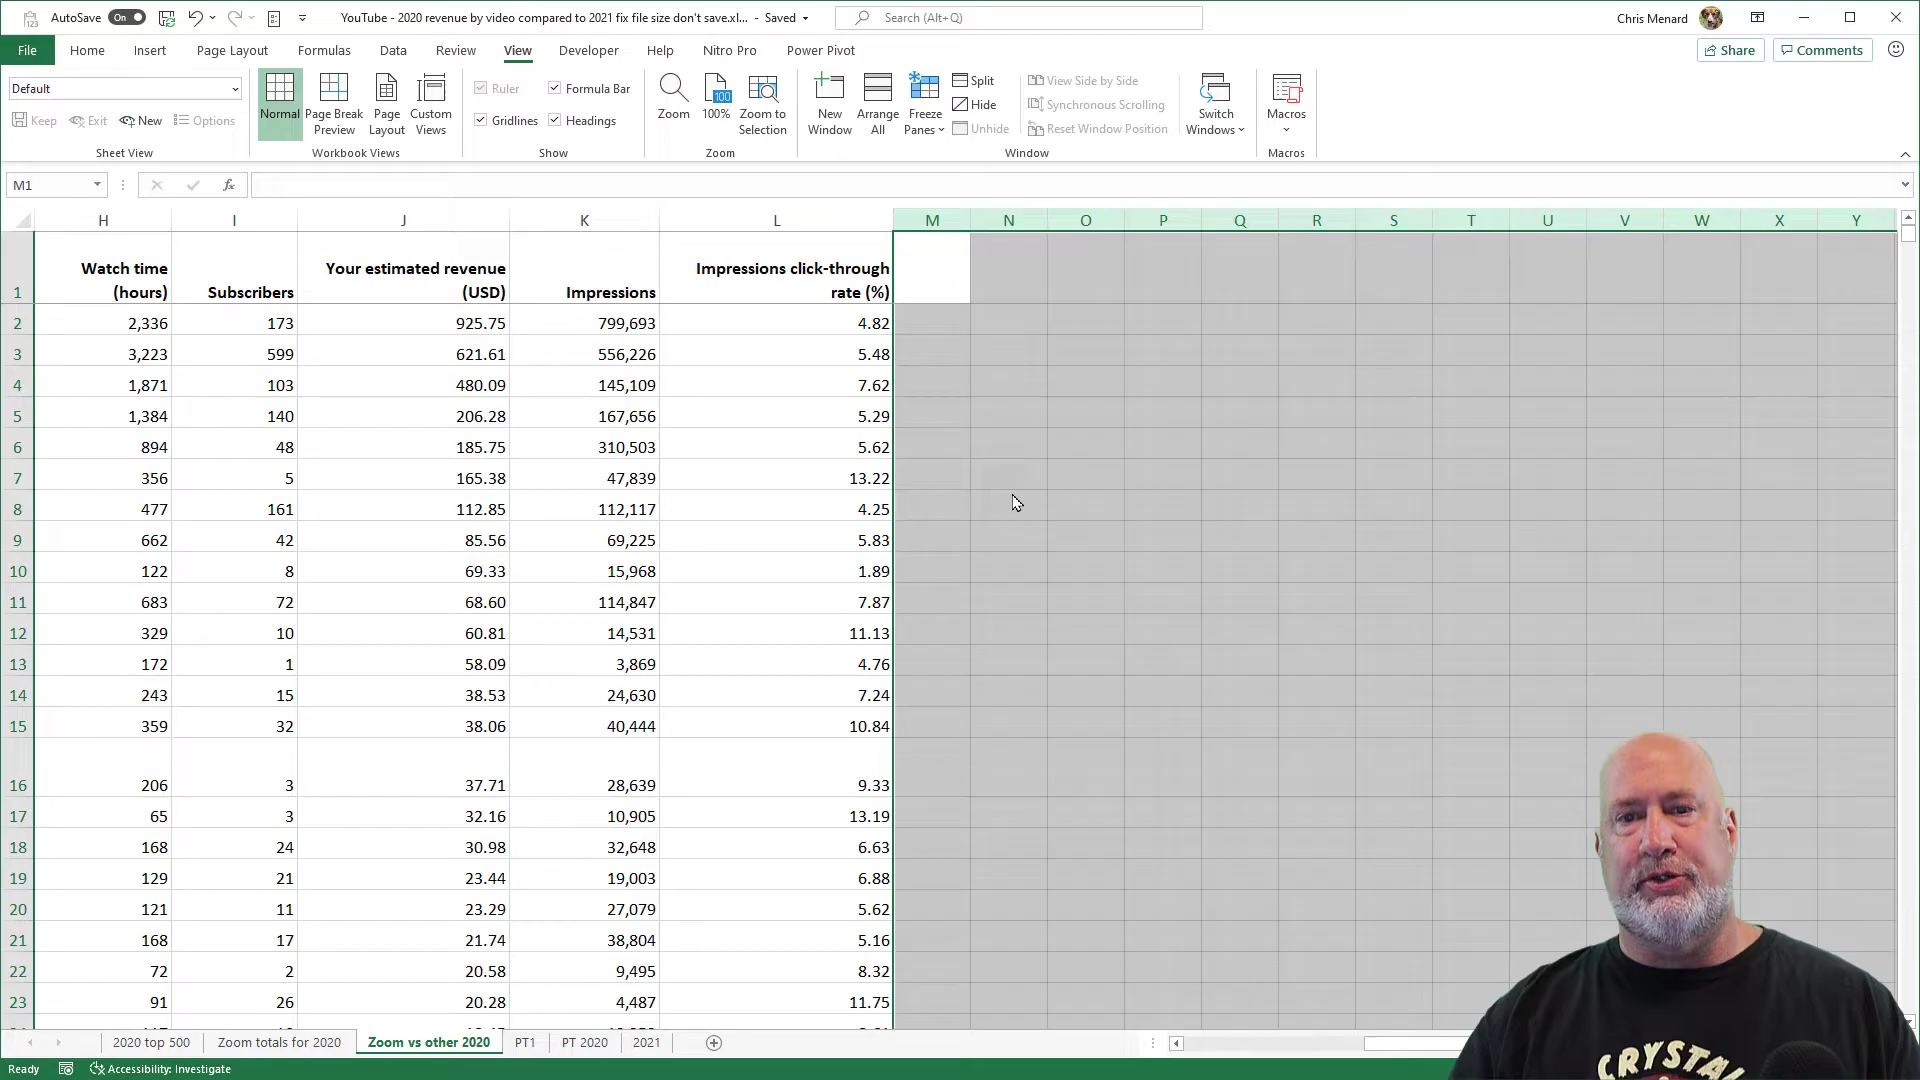 AutoSave On YouTube - 2020 revenue by video compared to 2021 fix file size don't save.xl... - Saved Search (Alt+Q) Chris Menard
File Home Insert Page Layout Formulas Data Review View Developer Help Nitro Pro Power Pivot Share Comments
Default Ruler Formula Bar Split View Side by Side
Normal Page Break Preview Page Layout Custom Views Zoom 100% Zoom to Selection New Window Arrange All Freeze Panes Hide Synchronous Scrolling Switch Windows Macros
Keep Exit New Options Gridlines Headings Unhide Reset Window Position
Sheet View Workbook Views Show Zoom Window Macros
M1 fx
H I J K L M N O P Q R S T U V W X Y
Watch time Your estimated revenue Impressions click-through
1 (hours) Subscribers (USD) Impressions rate (%)
2 2,336 173 925.75 799,693 4.82
3 3,223 599 621.61 556,226 5.48
4 1,871 103 480.09 145,109 7.62
5 1,384 140 206.28 167,656 5.29
6 894 48 185.75 310,503 5.62
7 356 5 165.38 47,839 13.22
8 477 161 112.85 112,117 4.25
9 662 42 85.56 69,225 5.83
10 122 8 69.33 15,968 1.89
11 683 72 68.60 114,847 7.87
12 329 10 60.81 14,531 11.13
13 172 1 58.09 3,869 4.76
14 243 15 38.53 24,630 7.24
15 359 32 38.06 40,444 10.84
16 206 3 37.71 28,639 9.33
17 65 3 32.16 10,905 13.19
18 168 24 30.98 32,648 6.63
19 129 21 23.44 19,003 6.88
20 121 11 23.29 27,079 5.62
21 168 17 21.74 38,804 5.16
22 72 2 20.58 9,495 8.32
23 91 26 20.28 4,487 11.75
2020 top 500 Zoom totals for 2020 Zoom vs other 2020 PT1 PT 2020 2021
Ready Accessibility: Investigate